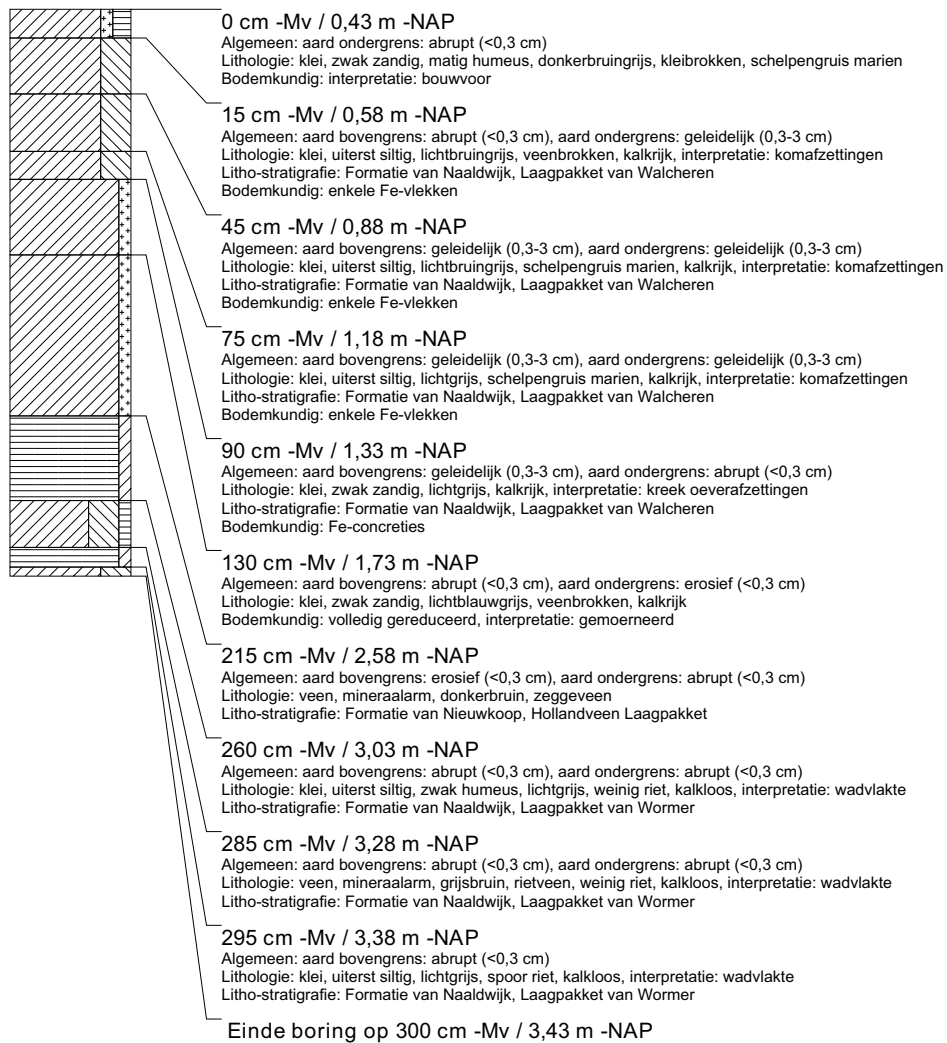 0 cm -Mv / 0,43 m -NAP
Algemeen: aard ondergrens: abrupt (<0,3 cm)
Lithologie: klei, zwak zandig, matig humeus, donkerbruingrijs, kleibrokken, schelpengruis marien
Bodemkundig: interpretatie: bouwvoor
15 cm -Mv / 0,58 m -NAP
Algemeen: aard bovengrens: abrupt (<0,3 cm), aard ondergrens: geleidelijk (0,3-3 cm)
Lithologie: klei, uiterst siltig, lichtbruingrijs, veenbrokken, kalkrijk, interpretatie: komafzettingen
Litho-stratigrafie: Formatie van Naaldwijk, Laagpakket van Walcheren
Bodemkundig: enkele Fe-vlekken
45 cm -Mv / 0,88 m -NAP
Algemeen: aard bovengrens: geleidelijk (0,3-3 cm), aard ondergrens: geleidelijk (0,3-3 cm)
Lithologie: klei, uiterst siltig, lichtbruingrijs, schelpengruis marien, kalkrijk, interpretatie: komafzettingen
Litho-stratigrafie: Formatie van Naaldwijk, Laagpakket van Walcheren
Bodemkundig: enkele Fe-vlekken
75 cm -Mv / 1,18 m -NAP
Algemeen: aard bovengrens: geleidelijk (0,3-3 cm), aard ondergrens: geleidelijk (0,3-3 cm)
Lithologie: klei, uiterst siltig, lichtgrijs, schelpengruis marien, kalkrijk, interpretatie: komafzettingen
Litho-stratigrafie: Formatie van Naaldwijk, Laagpakket van Walcheren
Bodemkundig: enkele Fe-vlekken
90 cm -Mv / 1,33 m -NAP
Algemeen: aard bovengrens: geleidelijk (0,3-3 cm), aard ondergrens: abrupt (<0,3 cm)
Lithologie: klei, zwak zandig, lichtgrijs, kalkrijk, interpretatie: kreek oeverafzettingen
Litho-stratigrafie: Formatie van Naaldwijk, Laagpakket van Walcheren
Bodemkundig: Fe-concreties
130 cm -Mv / 1,73 m -NAP
Algemeen: aard bovengrens: abrupt (<0,3 cm), aard ondergrens: erosief (<0,3 cm)
Lithologie: klei, zwak zandig, lichtblauwgrijs, veenbrokken, kalkrijk
Bodemkundig: volledig gereduceerd, interpretatie: gemoerneerd
215 cm -Mv / 2,58 m -NAP
Algemeen: aard bovengrens: erosief (<0,3 cm), aard ondergrens: abrupt (<0,3 cm)
Lithologie: veen, mineraalarm, donkerbruin, zeggeveen
Litho-stratigrafie: Formatie van Nieuwkoop, Hollandveen Laagpakket
260 cm -Mv / 3,03 m -NAP
Algemeen: aard bovengrens: abrupt (<0,3 cm), aard ondergrens: abrupt (<0,3 cm)
Lithologie: klei, uiterst siltig, zwak humeus, lichtgrijs, weinig riet, kalkloos, interpretatie: wadvlakte
Litho-stratigrafie: Formatie van Naaldwijk, Laagpakket van Wormer
285 cm -Mv / 3,28 m -NAP
Algemeen: aard bovengrens: abrupt (<0,3 cm), aard ondergrens: abrupt (<0,3 cm)
Lithologie: veen, mineraalarm, grijsbruin, rietveen, weinig riet, kalkloos, interpretatie: wadvlakte
Litho-stratigrafie: Formatie van Naaldwijk, Laagpakket van Wormer
295 cm -Mv / 3,38 m -NAP
Algemeen: aard bovengrens: abrupt (<0,3 cm)
Lithologie: klei, uiterst siltig, lichtgrijs, spoor riet, kalkloos, interpretatie: wadvlakte
Litho-stratigrafie: Formatie van Naaldwijk, Laagpakket van Wormer
Einde boring op 300 cm -Mv / 3,43 m -NAP